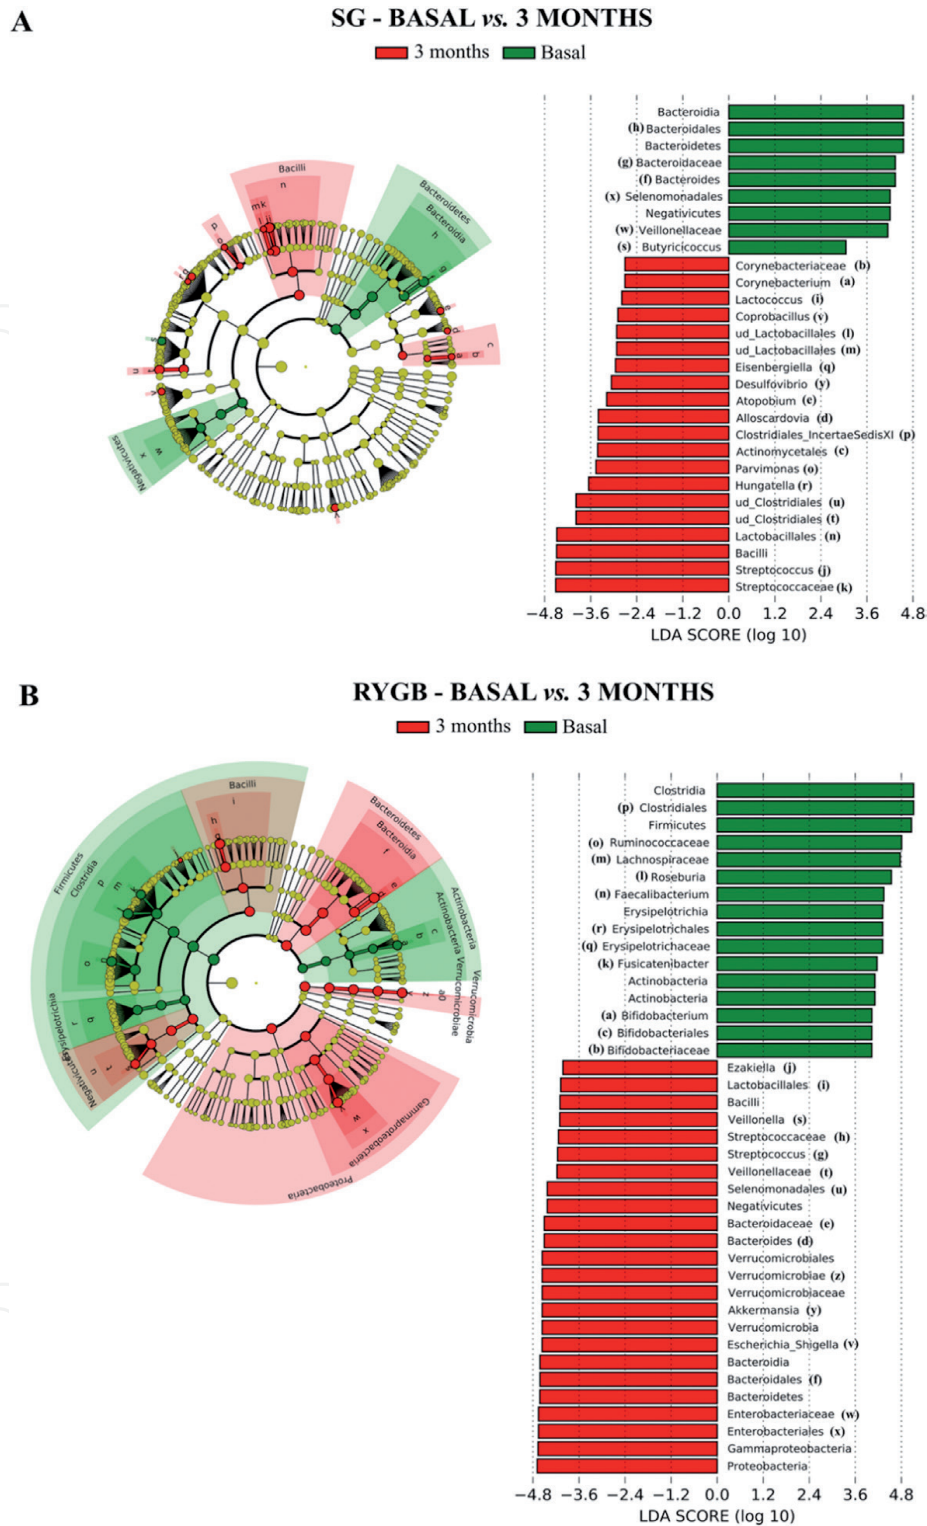 A
SG - BASAL vs. 3 MONTHS
3 months Basal
Bacilli
n
m k
l j i
p
o
Bacteroidetes
Bacteroidia
h
g
c
b
a
d
n
w
x
Negativicutes
Bacteroidia
(h) Bacteroidales
Bacteroidetes
(g) Bacteroidaceae
(f) Bacteroides
(x) Selenomonadales
Negativicutes
(w) Veillonellaceae
(s) Butyricicoccus
Corynebacteriaceae (b)
Corynebacterium (a)
Lactococcus (i)
Coprobacillus (v)
ud_Lactobacillales (l)
ud_Lactobacillales (m)
Eisenbergiella (q)
Desulfovibrio (y)
Atopobium (e)
Alloscardovia (d)
Clostridiales_IncertaeSedisXI (p)
Actinomycetales (c)
Parvimonas (o)
Hungatella (r)
ud_Clostridiales (u)
ud_Clostridiales (t)
Lactobacillales (n)
Bacilli
Streptococcus (j)
Streptococcaceae (k)
−4.8 −3.6 −2.4 −1.2 0.0 1.2 2.4 3.6 4.8
LDA SCORE (log 10)
B
RYGB - BASAL vs. 3 MONTHS
3 months Basal
Bacilli
i
h
g
Bacteroidetes
Bacteroidia
f
e
Firmicutes
Clostridia
p
m
o
n
Actinobacteria
Actinobacteria
c
b
Verrucomicrobia
Verrucomicrobiae
a0
z
y
Erysipelotrichia
r
q
Negativicutes
u
t
v
w
x
Gammaproteobacteria
Proteobacteria
Clostridia
(p) Clostridiales
Firmicutes
(o) Ruminococcaceae
(m) Lachnospiraceae
(l) Roseburia
(n) Faecalibacterium
Erysipelotrichia
(r) Erysipelotrichales
(q) Erysipelotrichaceae
(k) Fusicatenibacter
Actinobacteria
Actinobacteria
(a) Bifidobacterium
(c) Bifidobacteriales
(b) Bifidobacteriaceae
Ezakiella (j)
Lactobacillales (i)
Bacilli
Veillonella (s)
Streptococcaceae (h)
Streptococcus (g)
Veillonellaceae (t)
Selenomonadales (u)
Negativicutes
Bacteroidaceae (e)
Bacteroides (d)
Verrucomicrobiales
Verrucomicrobiae (z)
Verrucomicrobiaceae
Akkermansia (y)
Verrucomicrobia
Escherichia_Shigella (v)
Bacteroidia
Bacteroidales (f)
Bacteroidetes
Enterobacteriaceae (w)
Enterobacteriales (x)
Gammaproteobacteria
Proteobacteria
−4.8 −3.6 −2.4 −1.2 0.0 1.2 2.4 3.6 4.8
LDA SCORE (log 10)